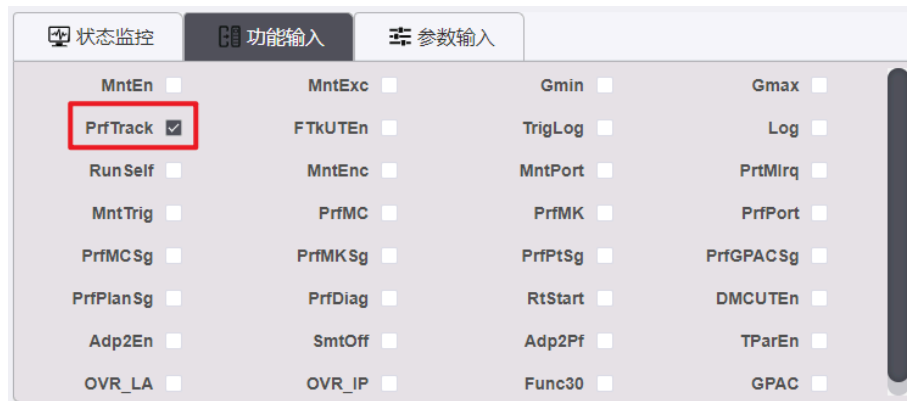 状态监控 功能输入 参数输入
MntEn MntExc Gmin Gmax
PrfTrack FTkUTEn TrigLog Log
RunSelf MntEnc MntPort PrtMIrq
MntTrig PrfMC PrfMK PrfPort
PrfMCSg PrfMKSg PrfPtSg PrfGPACSg
PrfPlanSg PrfDiag RtStart DMCUTEn
Adp2En SmtOff Adp2Pf TParEn
OVR_LA OVR_IP Func30 GPAC